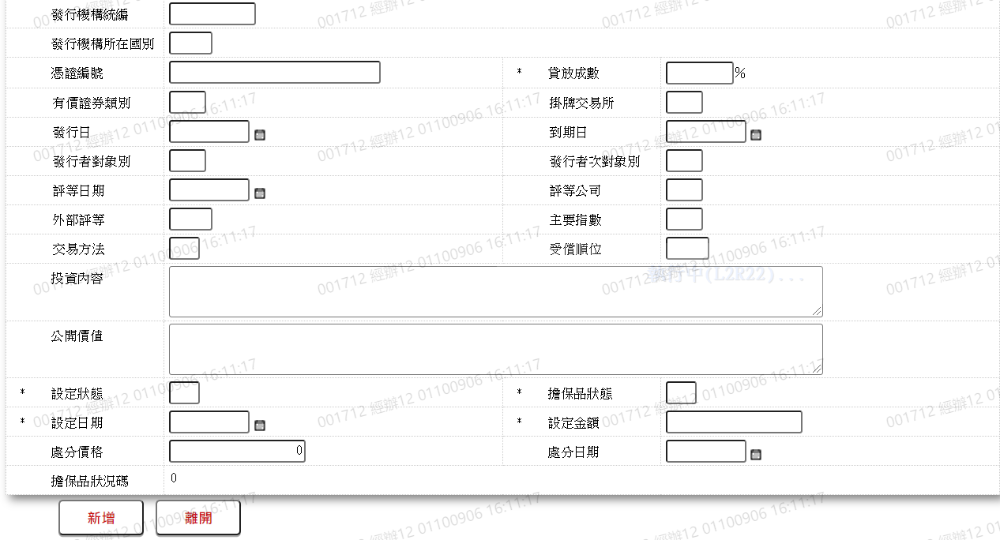 發行機構統編
發行機構所在國別
憑證編號 * 貸放成數 %
有價證券類別 掛牌交易所
發行日 到期日
發行者對象別 發行者次對象別
評等日期 評等公司
外部評等 主要指數
交易方法 受償順位
投資內容
執行中(L2R22)...
公開價值
* 設定狀態 * 擔保品狀態
* 設定日期 * 設定金額
處分價格 0 處分日期
擔保品狀況碼 0
新增 離開
001712 經辦12 01100906 16:11:17